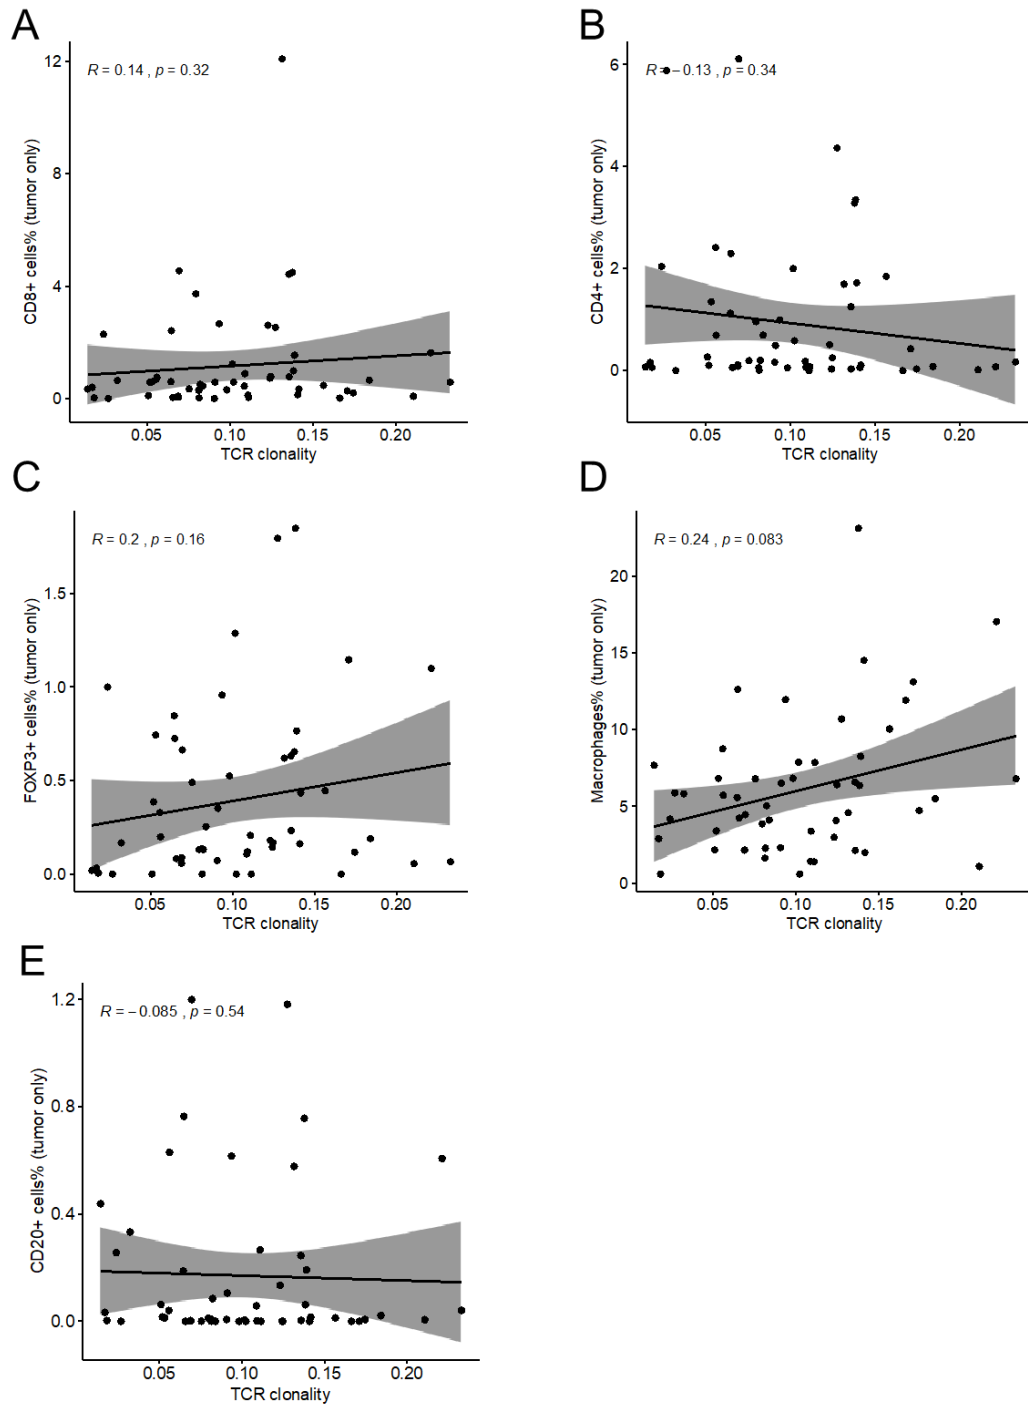 A
R = 0.14 , p = 0.32
CD8+ cells% (tumor only)
12
8
4
0
0.05 0.10 0.15 0.20
TCR clonality
B
R = −0.13 , p = 0.34
CD4+ cells% (tumor only)
6
4
2
0
0.05 0.10 0.15 0.20
TCR clonality
C
R = 0.2 , p = 0.16
FOXP3+ cells% (tumor only)
1.5
1.0
0.5
0.0
0.05 0.10 0.15 0.20
TCR clonality
D
R = 0.24 , p = 0.083
Macrophages% (tumor only)
20
15
10
5
0
0.05 0.10 0.15 0.20
TCR clonality
E
R = −0.085 , p = 0.54
CD20+ cells% (tumor only)
1.2
0.8
0.4
0.0
0.05 0.10 0.15 0.20
TCR clonality